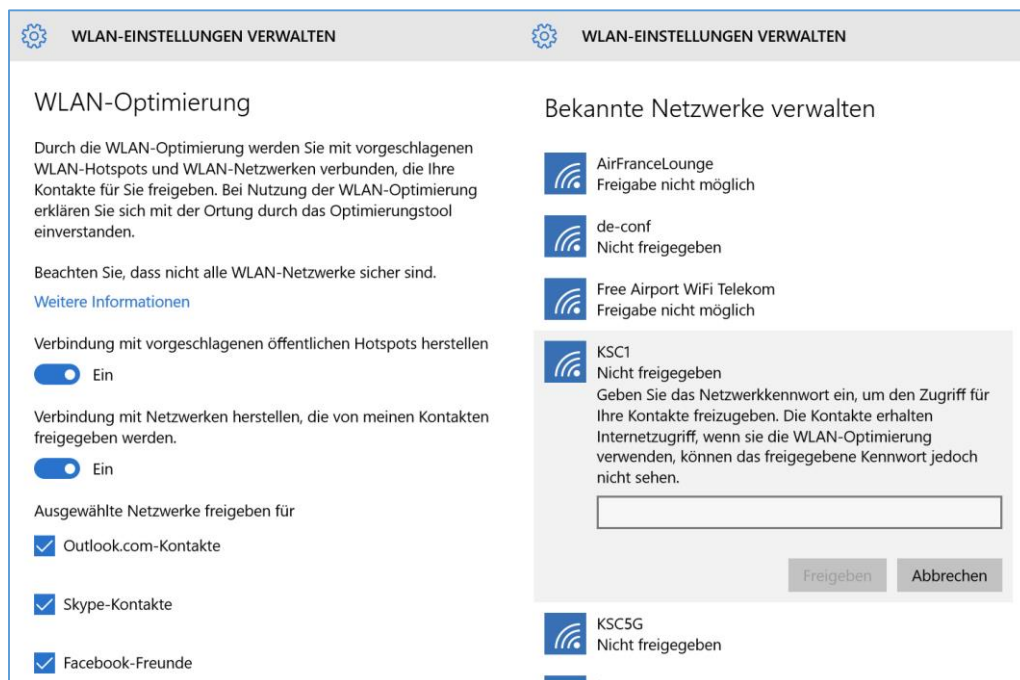 WLAN-EINSTELLUNGEN VERWALTEN
WLAN-Optimierung
Durch die WLAN-Optimierung werden Sie mit vorgeschlagenen
WLAN-Hotspots und WLAN-Netzwerken verbunden, die Ihre
Kontakte für Sie freigeben. Bei Nutzung der WLAN-Optimierung
erklären Sie sich mit der Ortung durch das Optimierungstool
einverstanden.
Beachten Sie, dass nicht alle WLAN-Netzwerke sicher sind.
Weitere Informationen
Verbindung mit vorgeschlagenen öffentlichen Hotspots herstellen
Ein
Verbindung mit Netzwerken herstellen, die von meinen Kontakten
freigegeben werden.
Ein
Ausgewählte Netzwerke freigeben für
Outlook.com-Kontakte
Skype-Kontakte
Facebook-Freunde
WLAN-EINSTELLUNGEN VERWALTEN
Bekannte Netzwerke verwalten
AirFranceLounge
Freigabe nicht möglich
de-conf
Nicht freigegeben
Free Airport WiFi Telekom
Freigabe nicht möglich
KSC1
Nicht freigegeben
Geben Sie das Netzwerkkennwort ein, um den Zugriff für
Ihre Kontakte freizugeben. Die Kontakte erhalten
Internetzugriff, wenn sie die WLAN-Optimierung
verwenden, können das freigegebene Kennwort jedoch
nicht sehen.
Freigeben
Abbrechen
KSC5G
Nicht freigegeben